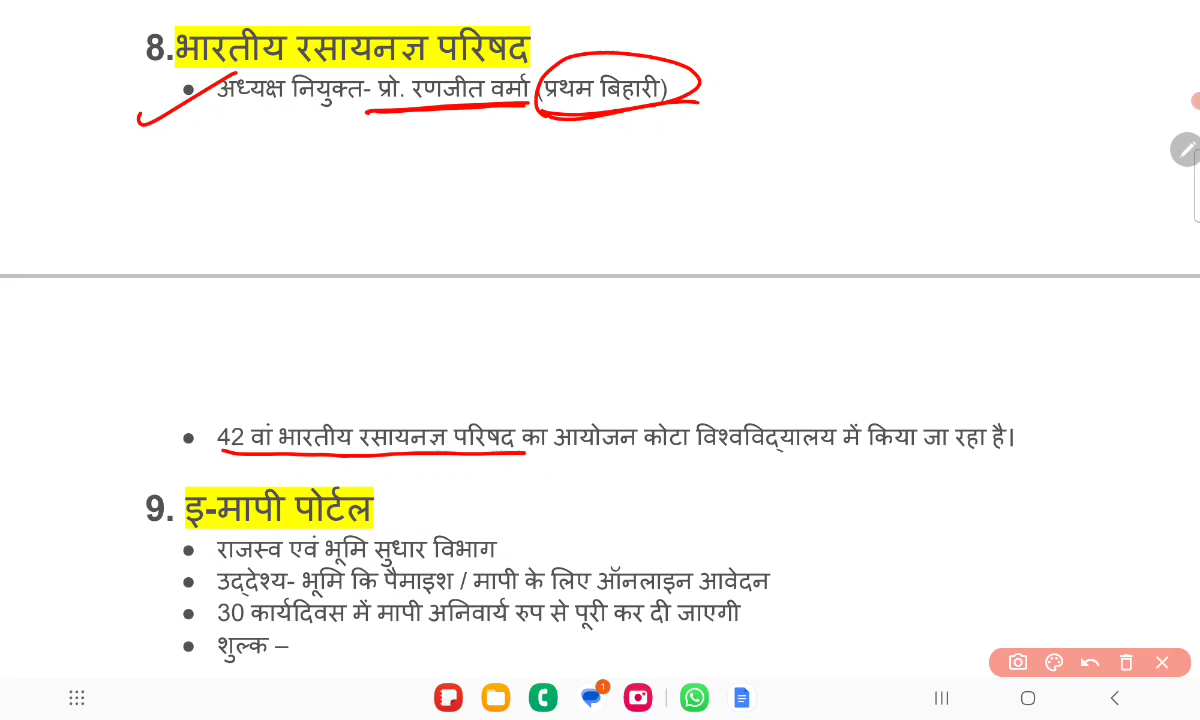 8.भारतीय रसायनज्ञ परिषद
● अध्यक्ष नियुक्त- प्रो. रणजीत वर्मा (प्रथम बिहारी)
● 42 वां भारतीय रसायनज्ञ परिषद का आयोजन कोटा विश्वविद्यालय में किया जा रहा है।
9. इ-मापी पोर्टल
● राजस्व एवं भूमि सुधार विभाग
● उद्देश्य- भूमि कि पैमाइश / मापी के लिए ऑनलाइन आवेदन
● 30 कार्यदिवस में मापी अनिवार्य रुप से पूरी कर दी जाएगी
● शुल्क –
1